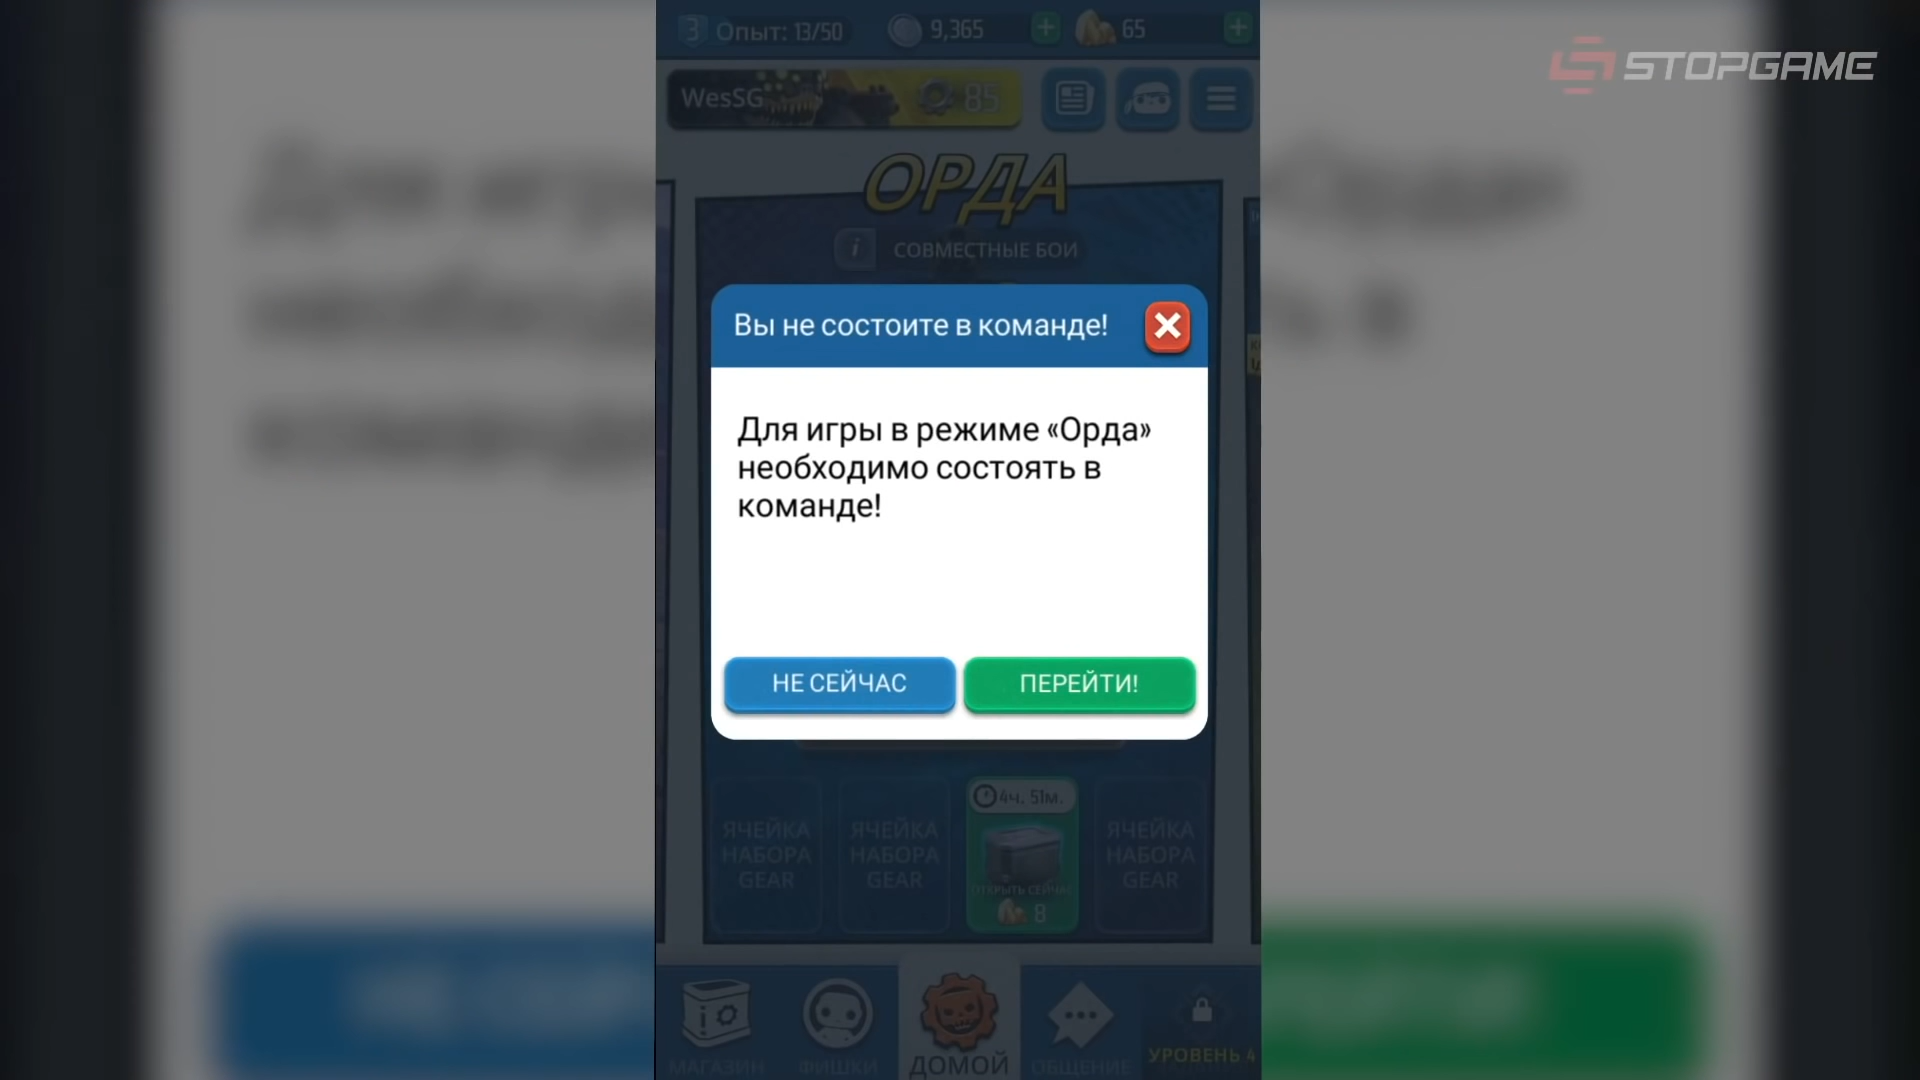 3 Опыт: 13/50 9,365 65
STOPGAME
WesSG 85
ОРДА
i СОВМЕСТНЫЕ БОИ
Вы не состоите в команде!
Для игры в режиме «Орда»
необходимо состоять в
команде!
НЕ СЕЙЧАС ПЕРЕЙТИ!
4ч. 51м.
ЯЧЕЙКА НАБОРА GEAR
ЯЧЕЙКА НАБОРА GEAR
ОТКРЫТЬ СЕЙЧАС
8
ЯЧЕЙКА НАБОРА GEAR
МАГАЗИН ФИШКИ ДОМОЙ ОБЩЕНИЕ УРОВЕНЬ 4